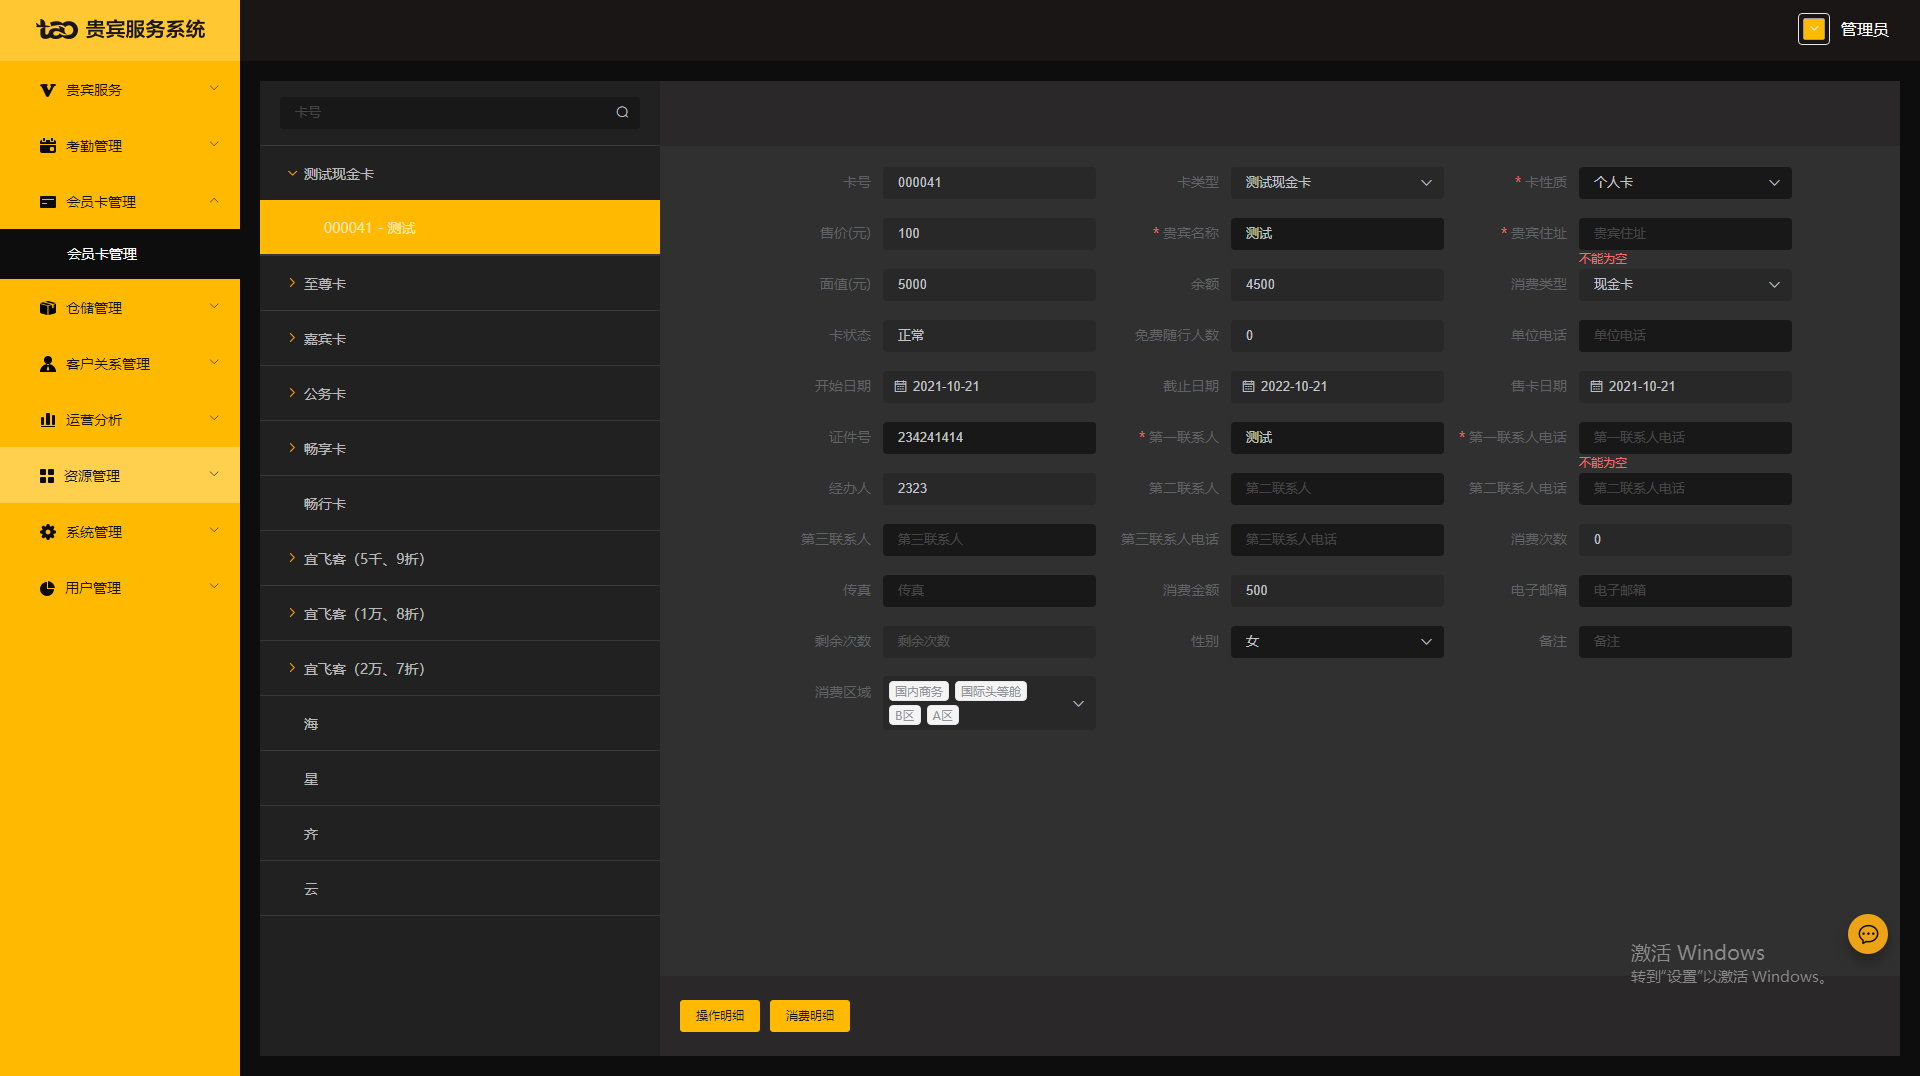 tao 贵宾服务系统
管理员
贵宾服务
考勤管理
会员卡管理
会员卡管理
仓储管理
客户关系管理
运营分析
资源管理
系统管理
用户管理
卡号
测试现金卡
000041 - 测试
至尊卡
嘉宾卡
公务卡
畅享卡
畅行卡
宜飞客（5千、9折）
宜飞客（1万、8折）
宜飞客（2万、7折）
海
星
齐
云
卡号 000041 卡类型 测试现金卡 * 卡性质 个人卡
售价(元) 100 * 贵宾名称 测试 * 贵宾住址 贵宾住址
不能为空
面值(元) 5000 余额 4500 消费类型 现金卡
卡状态 正常 免费随行人数 0 单位电话 单位电话
开始日期 2021-10-21 截止日期 2022-10-21 售卡日期 2021-10-21
证件号 234241414 * 第一联系人 测试 * 第一联系人电话 第一联系人电话
不能为空
经办人 2323 第二联系人 第二联系人 第二联系人电话 第二联系人电话
第三联系人 第三联系人 第三联系人电话 第三联系人电话 消费次数 0
传真 传真 消费金额 500 电子邮箱 电子邮箱
剩余次数 剩余次数 性别 女 备注 备注
消费区域 国内商务 国际头等舱
B区 A区
激活 Windows
转到"设置"以激活 Windows。
操作明细 消费明细